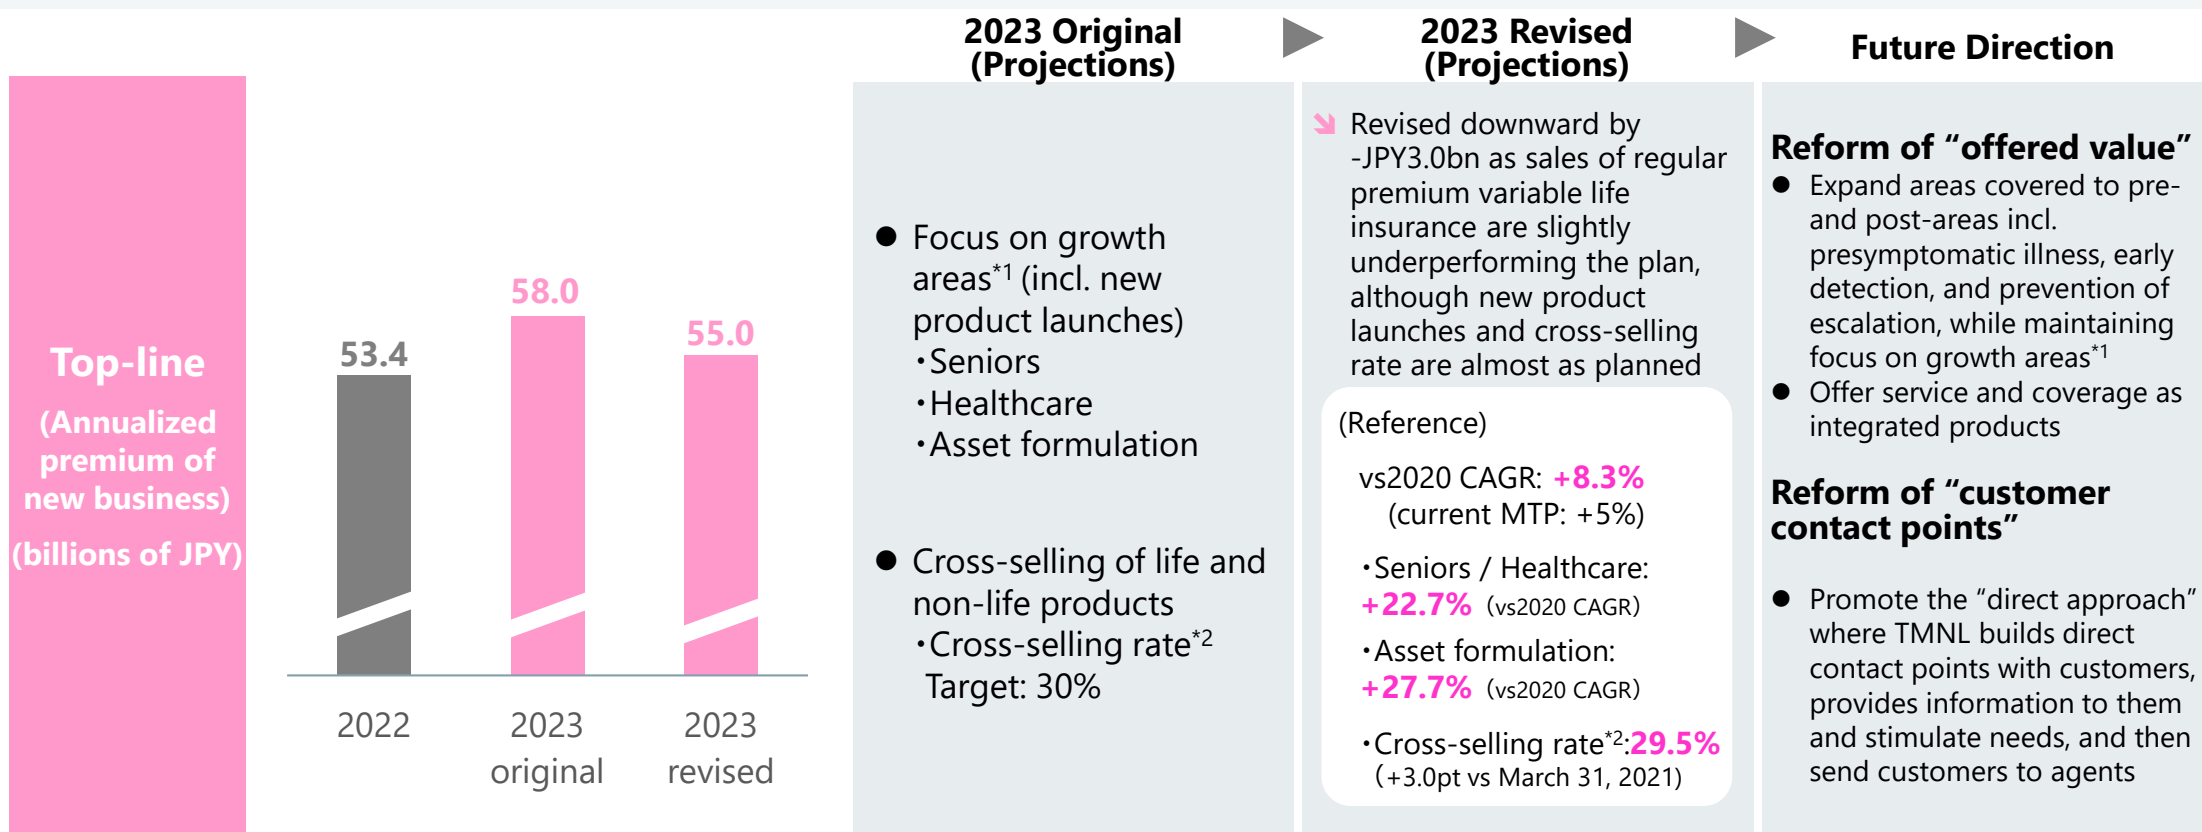 Top-line
(Annualized
premium of
new business)
(billions of JPY)
53.4
58.0
55.0
2022
2023
original
2023
revised
2023 Original
(Projections)
● Focus on growth
areas*1 (incl. new
product launches)
・Seniors
・Healthcare
・Asset formulation
● Cross-selling of life and
non-life products
・Cross-selling rate*2
Target: 30%
2023 Revised
(Projections)
Revised downward by
-JPY3.0bn as sales of regular
premium variable life
insurance are slightly
underperforming the plan,
although new product
launches and cross-selling
rate are almost as planned
(Reference)
vs2020 CAGR: +8.3%
(current MTP: +5%)
・Seniors / Healthcare:
+22.7% (vs2020 CAGR)
・Asset formulation:
+27.7% (vs2020 CAGR)
・Cross-selling rate*2:29.5%
(+3.0pt vs March 31, 2021)
Future Direction
Reform of “offered value”
● Expand areas covered to pre-
and post-areas incl.
presymptomatic illness, early
detection, and prevention of
escalation, while maintaining
focus on growth areas*1
● Offer service and coverage as
integrated products
Reform of “customer
contact points”
● Promote the “direct approach”
where TMNL builds direct
contact points with customers,
provides information to them
and stimulate needs, and then
send customers to agents